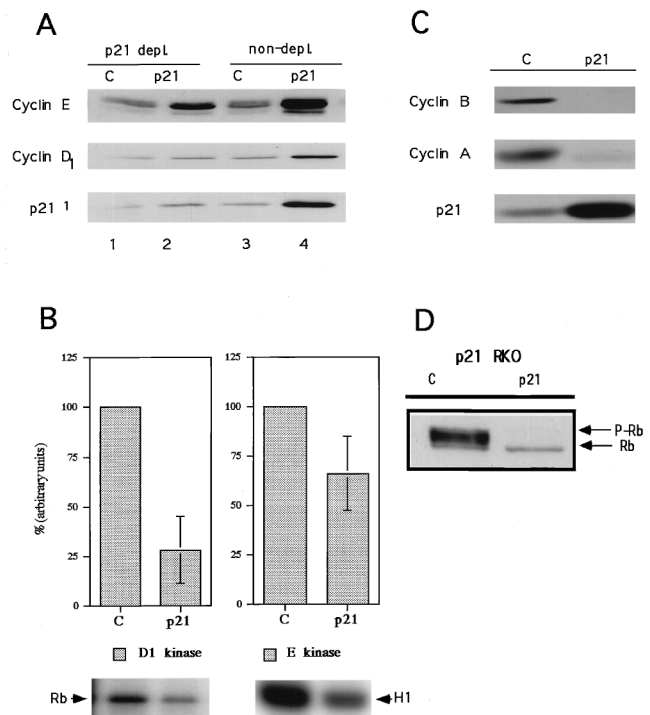 A
p21 depl.
non-depl.
C p21 C p21
Cyclin E
Cyclin D1
p21 1
1 2 3 4
C
C p21
Cyclin B
Cyclin A
p21
B
% (arbitrary units)
125
100
75
50
25
0
C p21
D1 kinase
Rb
125
100
75
50
25
0
C p21
E kinase
H1
D
p21 RKO
C p21
P-Rb
Rb